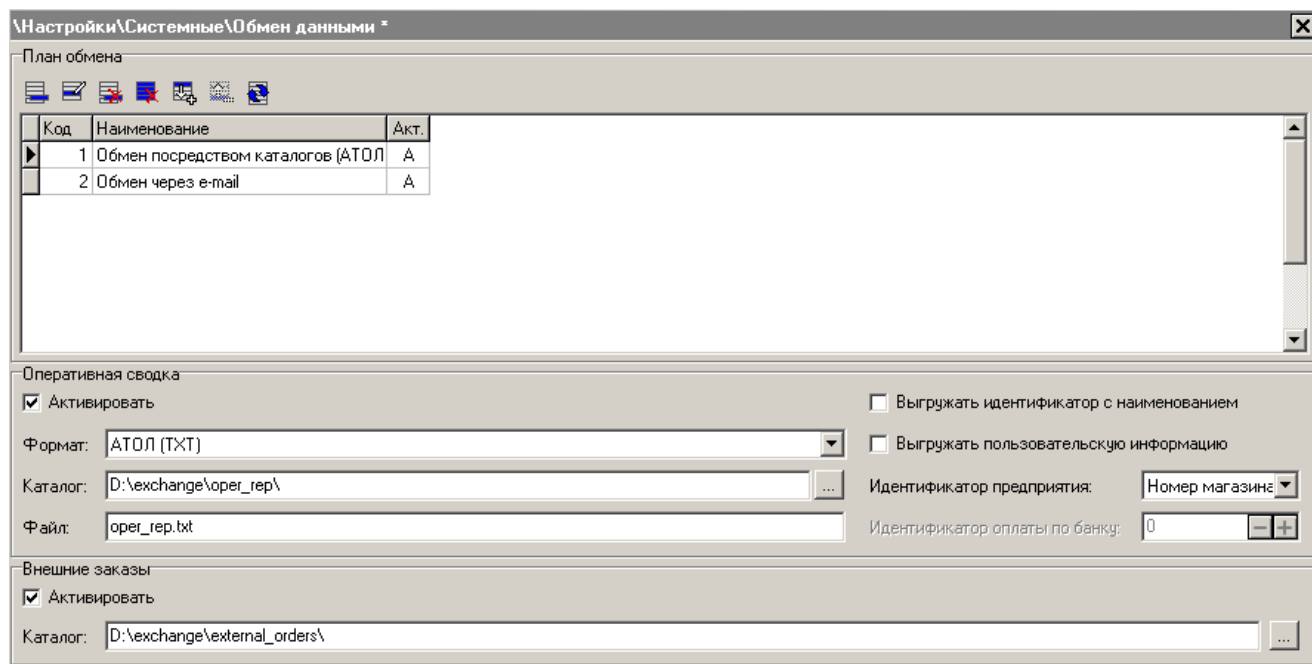 \Настройки\Системные\Обмен данными *
План обмена
Код Наименование Акт.
1 Обмен посредством каталогов (АТОЛ А
2 Обмен через e-mail А
Оперативная сводка
Активировать Выгружать идентификатор с наименованием
Формат: АТОЛ (TXT) Выгружать пользовательскую информацию
Каталог: D:\exchange\oper_rep\ ... Идентификатор предприятия: Номер магазина
Файл: oper_rep.txt Идентификатор оплаты по банку: 0
Внешние заказы
Активировать
Каталог: D:\exchange\external_orders\ ...